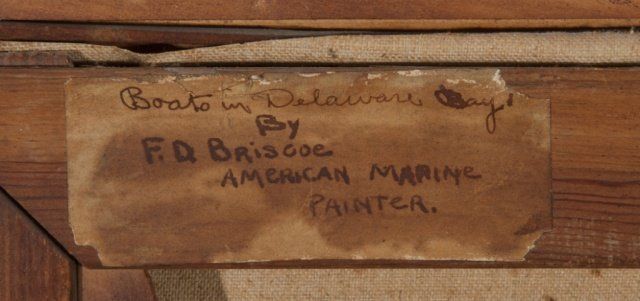 Boats in Delaware Bay.
By
F. D. Briscoe
AMERICAN MARINE
PAINTER.